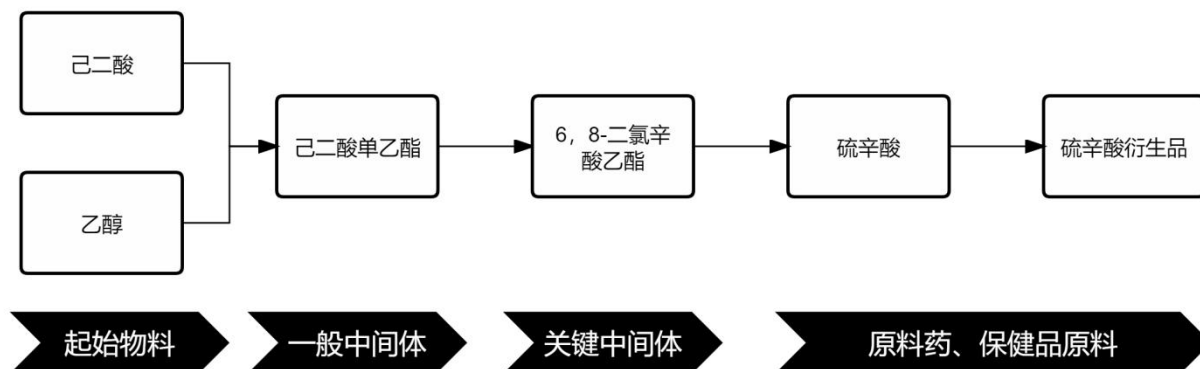 己二酸
乙醇
己二酸单乙酯
6，8-二氯辛
酸乙酯
硫辛酸
硫辛酸衍生品
起始物料
一般中间体
关键中间体
原料药、保健品原料